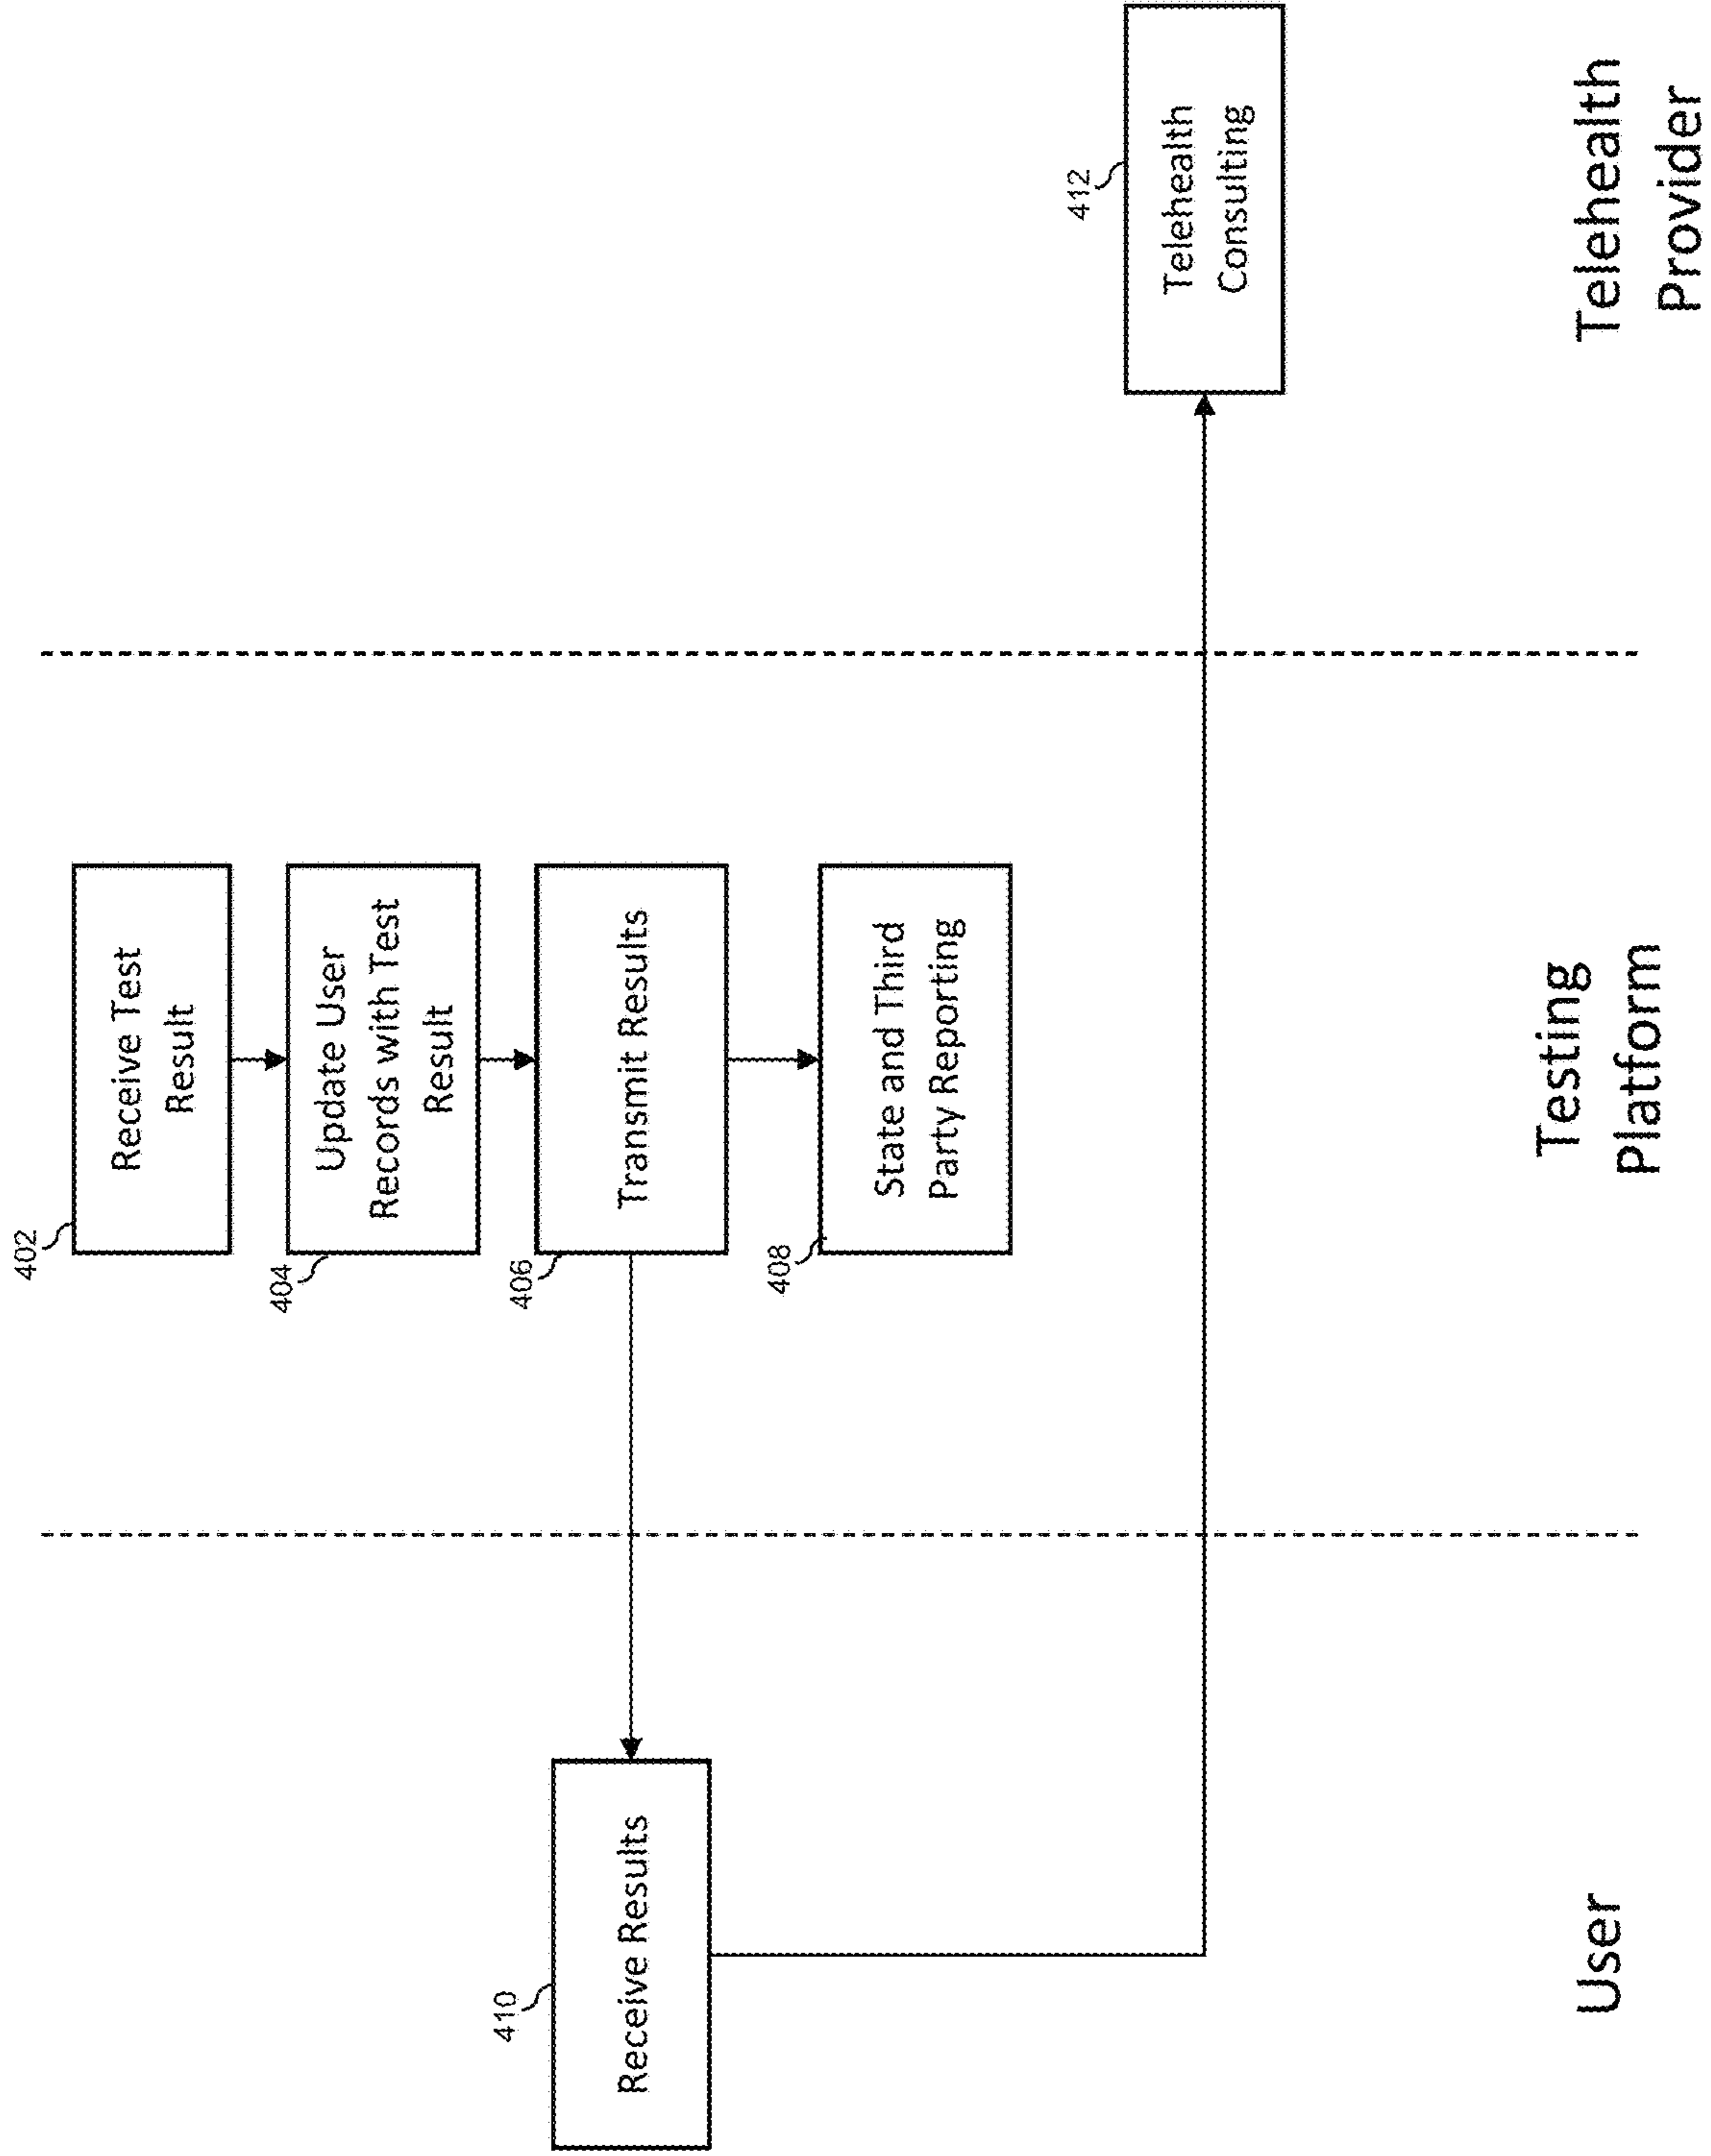 402
Receive Test
Result
404
Update User
Records with Test
Result
406
Transmit Results
410
Receive Results
408
State and Third
Party Reporting
412
Telehealth
Consulting
User
Testing
Platform
Telehealth
Provider